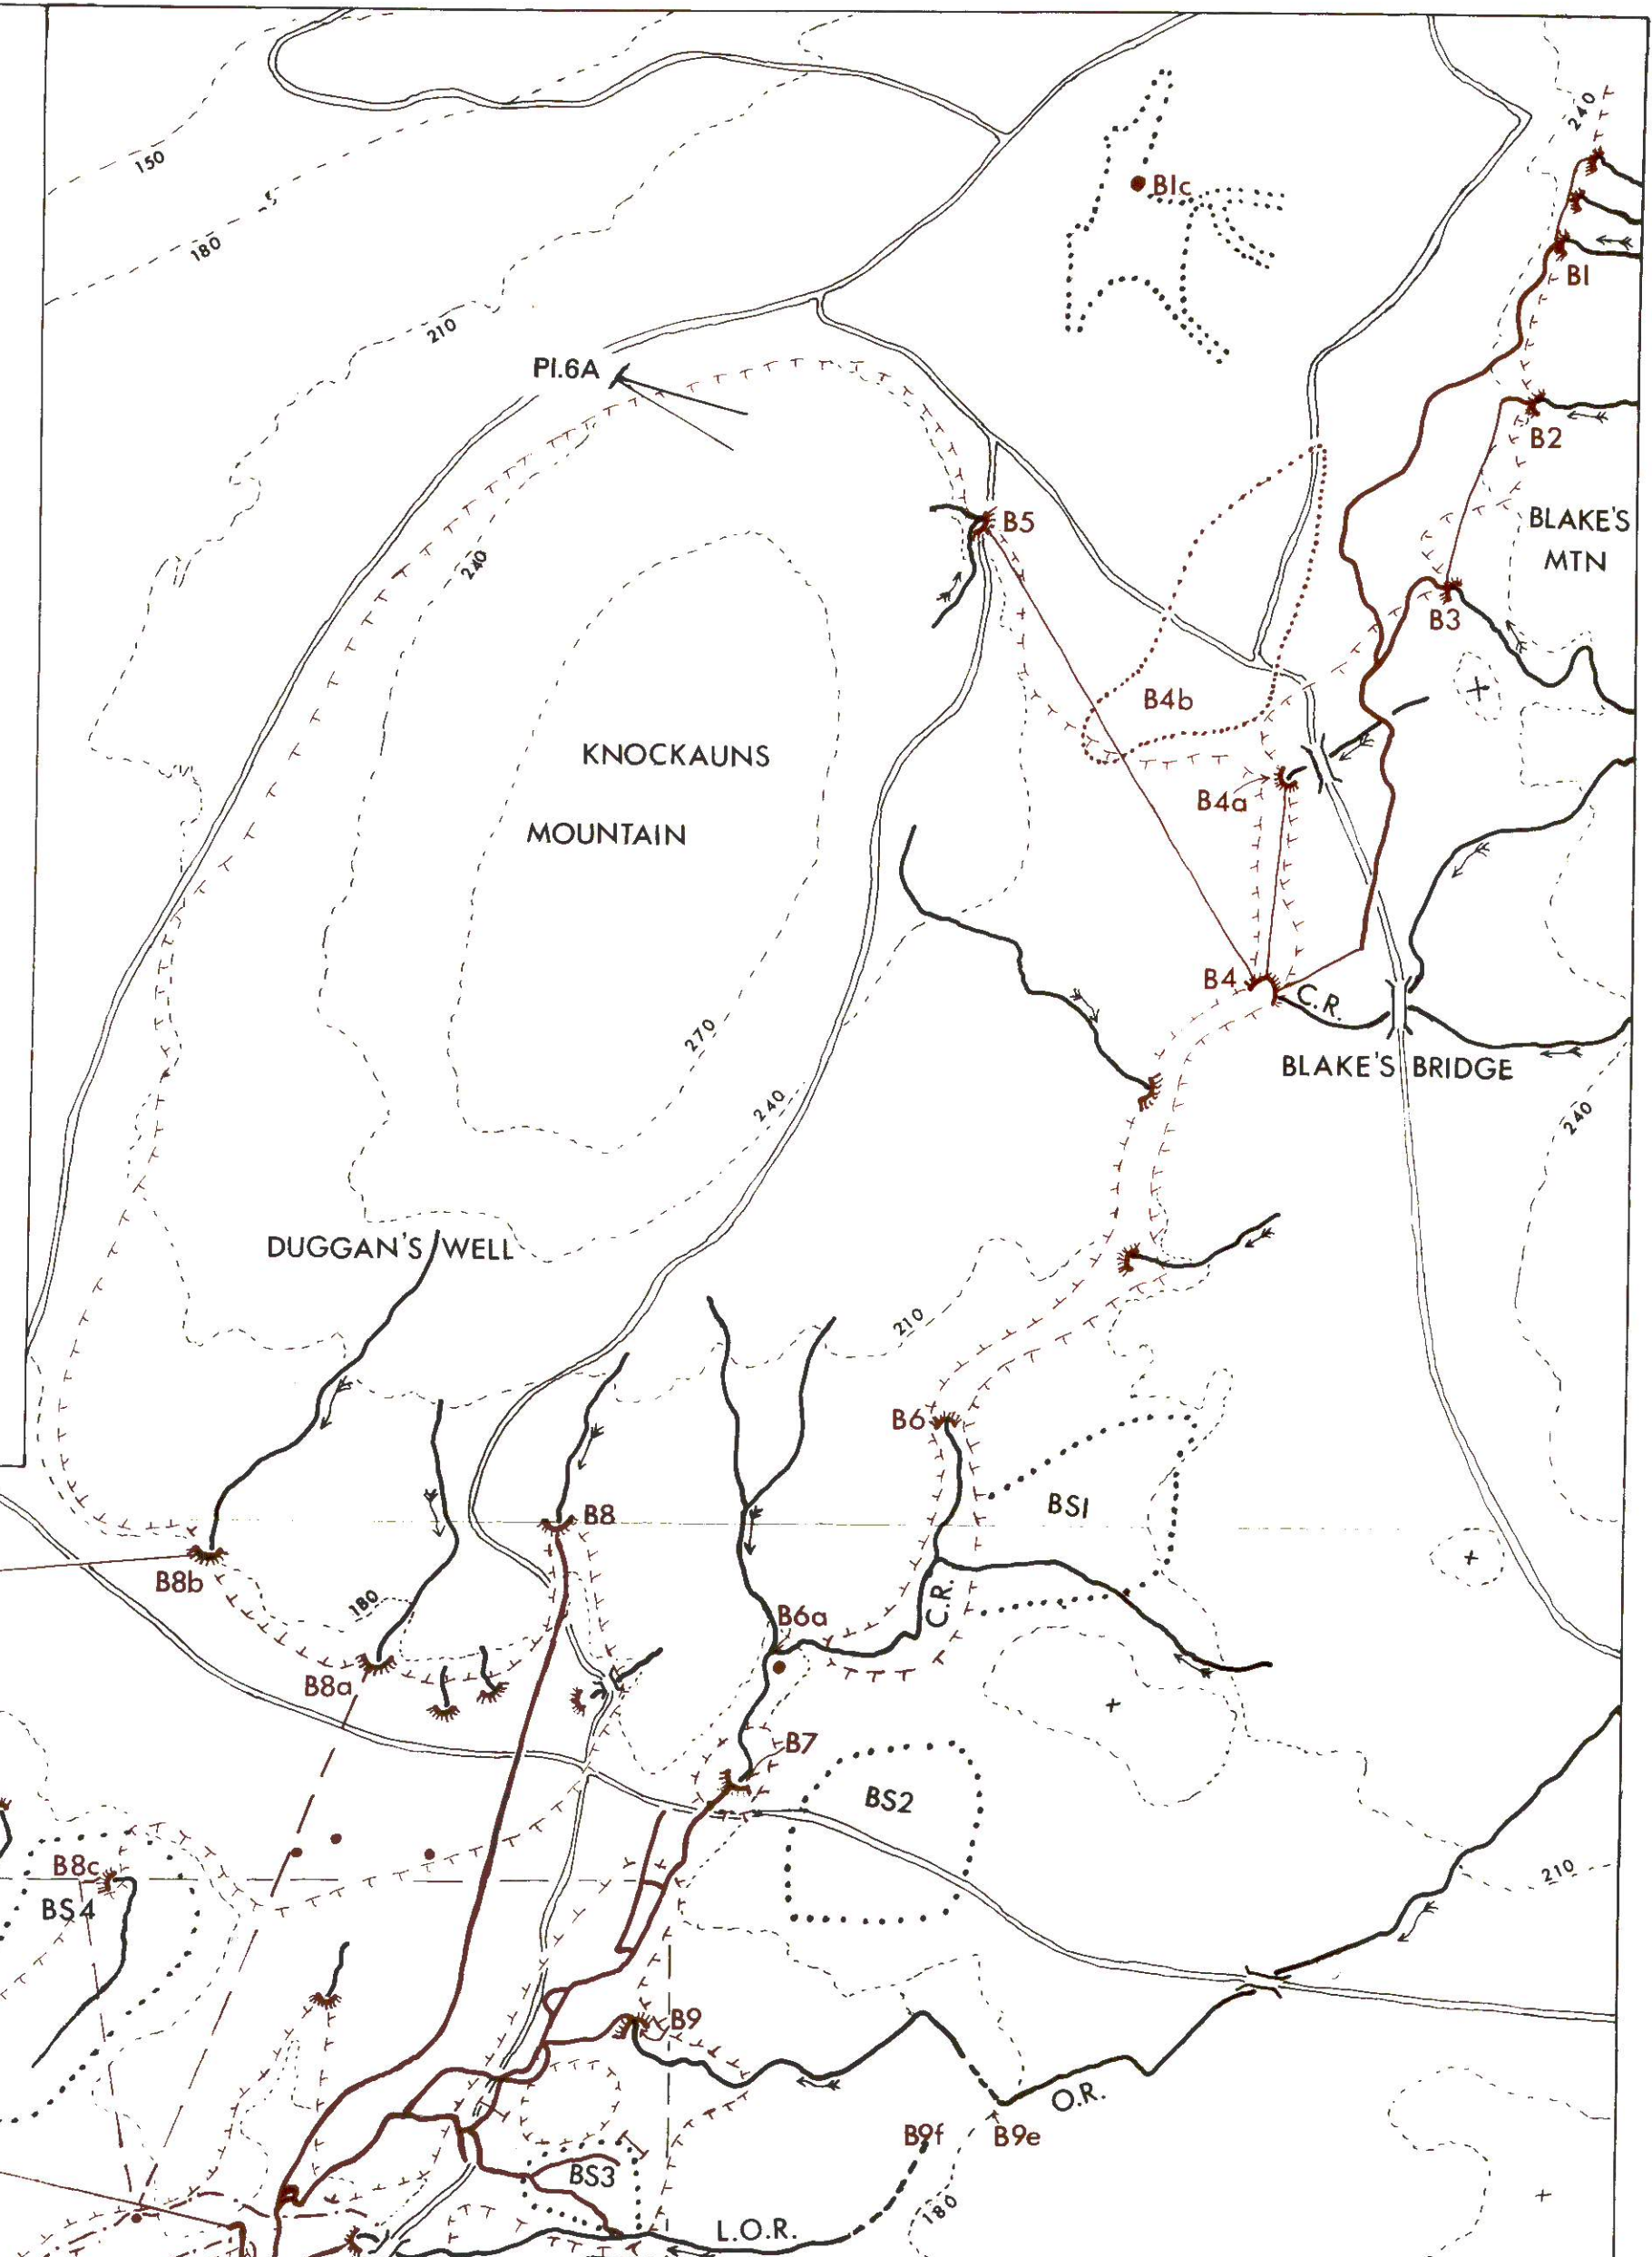 240
150
B1c
180
B1
210
Pl.6A
B2
B5
BLAKE'S
MTN
240
B3
B4b
KNOCKAUNS
B4a
MOUNTAIN
B4
C.R.
270
BLAKE'S BRIDGE
240
240
DUGGAN'S WELL
210
B6
BS1
B8
B8b
180
C.R.
B6a
B8a
B7
BS2
B8c
210
BS4
B9
O.R.
B9f
B9e
BS3
180
L.O.R.